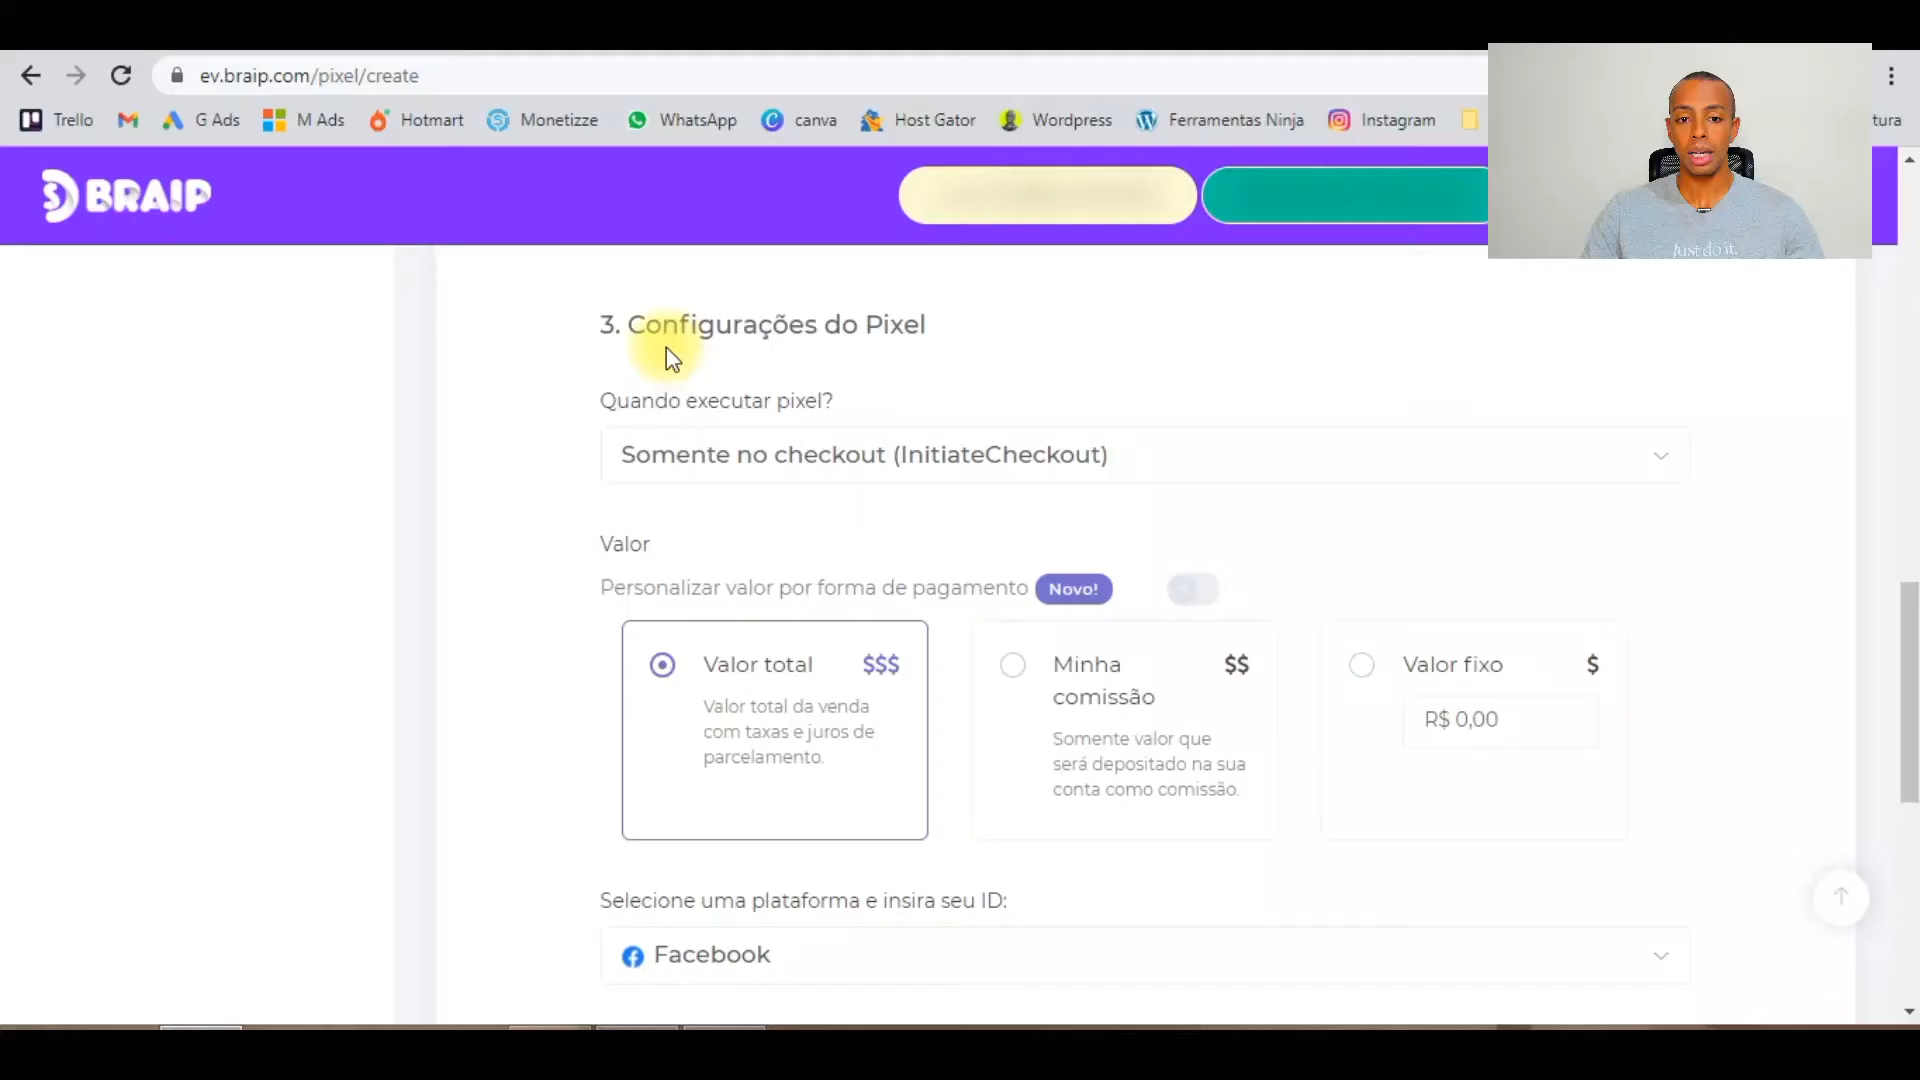 ev.braip.com/pixel/create
Trello
G Ads
M Ads
Hotmart
Monetizze
WhatsApp
canva
Host Gator
Wordpress
Ferramentas Ninja
Instagram
tura
BRAIP
Just do it.
3. Configurações do Pixel
Quando executar pixel?
Somente no checkout (InitiateCheckout)
Valor
Personalizar valor por forma de pagamento Novo!
Valor total $$$
Valor total da venda
com taxas e juros de
parcelamento.
Minha $$
comissão
Somente valor que
será depositado na sua
conta como comissão.
Valor fixo $
R$ 0,00
Selecione uma plataforma e insira seu ID:
Facebook